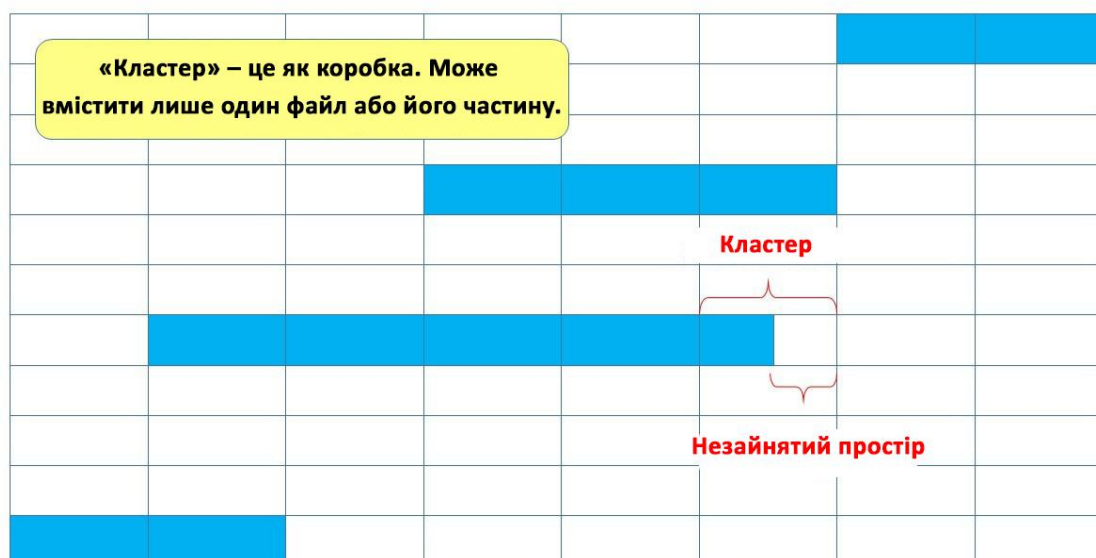 «Кластер» – це як коробка. Може
вмістити лише один файл або його частину.
Кластер
Незайнятий простір